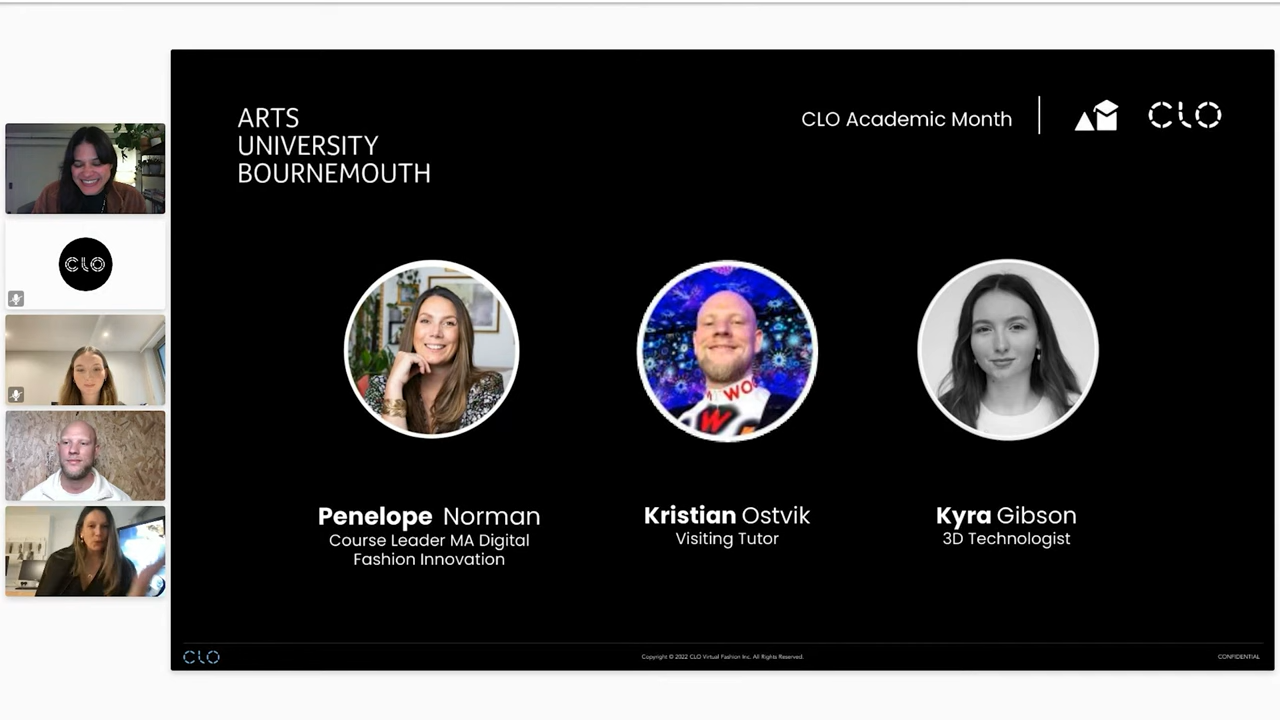 ARTS
UNIVERSITY
BOURNEMOUTH
CLO Academic Month
CLO
CLO
WOO
W
Penelope Norman
Course Leader MA Digital
Fashion Innovation
Kristian Ostvik
Visiting Tutor
Kyra Gibson
3D Technologist
CLO
Copyright © 2022 CLO Virtual Fashion Inc. All Rights Reserved.
CONFIDENTIAL